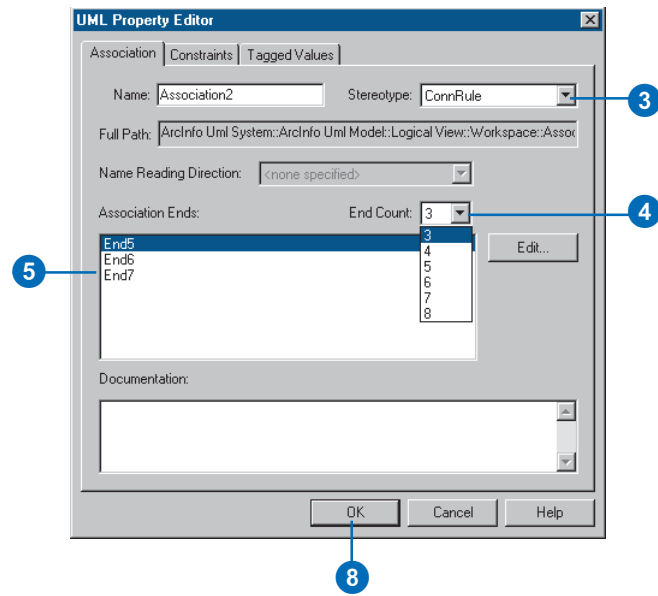 UML Property Editor
Association Constraints Tagged Values
Name: Association2 Stereotype: ConnRule
3
Full Path: ArcInfo Uml System::ArcInfo Uml Model::Logical View::Workspace::Assoc
Name Reading Direction: <none specified>
Association Ends: End Count: 3
4
End5
End6
End7
3
4
5
6
7
8
Edit...
5
Documentation:
OK Cancel Help
8